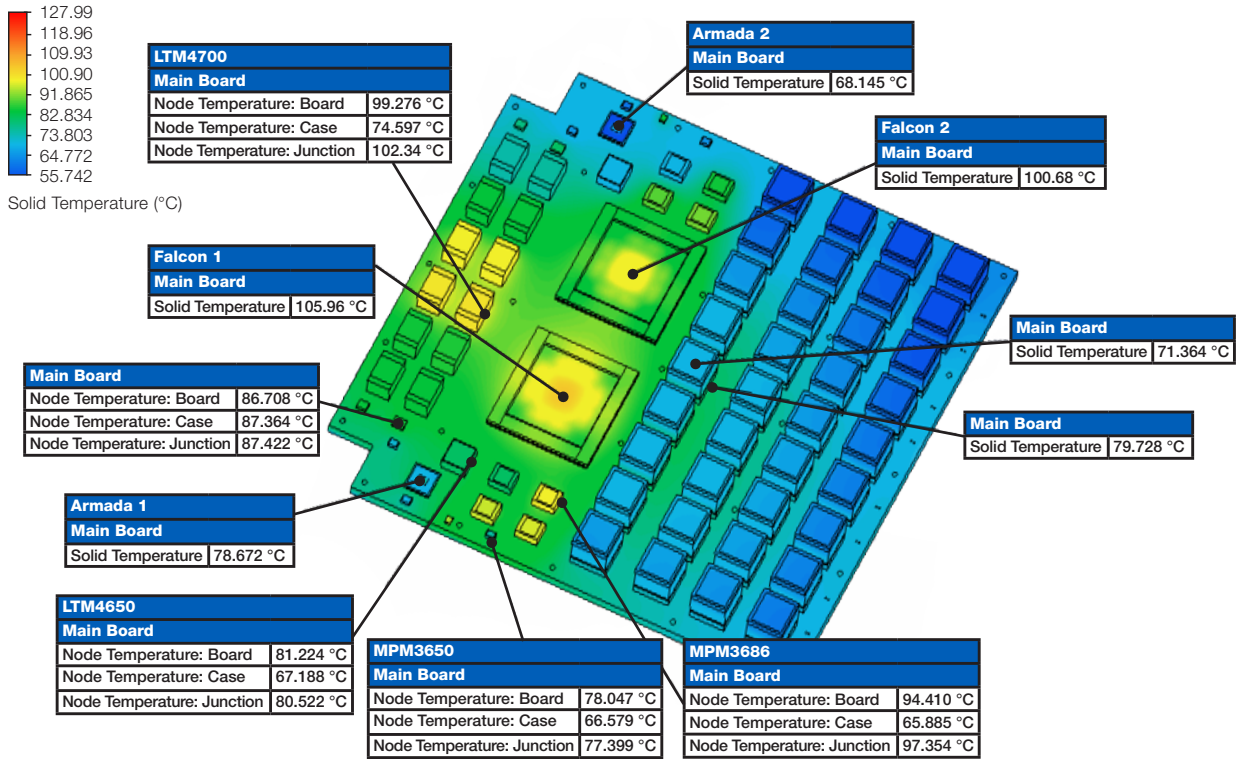 127.99
118.96
109.93
100.90
91.865
82.834
73.803
64.772
55.742
Solid Temperature (°C)
LTM4700
Main Board
Node Temperature: Board 99.276 °C
Node Temperature: Case 74.597 °C
Node Temperature: Junction 102.34 °C
Armada 2
Main Board
Solid Temperature 68.145 °C
Falcon 2
Main Board
Solid Temperature 100.68 °C
Falcon 1
Main Board
Solid Temperature 105.96 °C
Main Board
Solid Temperature 71.364 °C
Main Board
Node Temperature: Board 86.708 °C
Node Temperature: Case 87.364 °C
Node Temperature: Junction 87.422 °C
Main Board
Solid Temperature 79.728 °C
Armada 1
Main Board
Solid Temperature 78.672 °C
LTM4650
Main Board
Node Temperature: Board 81.224 °C
Node Temperature: Case 67.188 °C
Node Temperature: Junction 80.522 °C
MPM3650
Main Board
Node Temperature: Board 78.047 °C
Node Temperature: Case 66.579 °C
Node Temperature: Junction 77.399 °C
MPM3686
Main Board
Node Temperature: Board 94.410 °C
Node Temperature: Case 65.885 °C
Node Temperature: Junction 97.354 °C